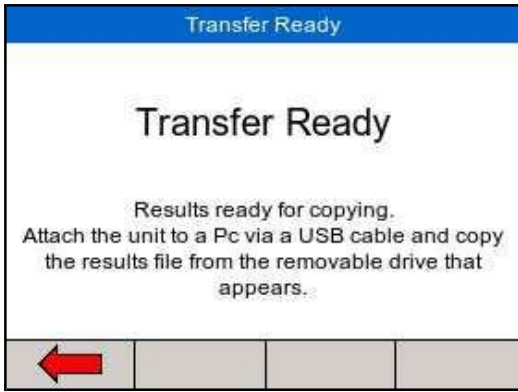 Transfer Ready
Transfer Ready
Results ready for copying.
Attach the unit to a Pc via a USB cable and copy
the results file from the removable drive that
appears.